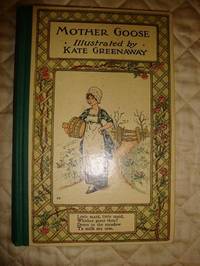 MOTHER GOOSE
Illustrated by
KATE GREENAWAY
Little maid, little maid,
Whither goest thou?
Down in the meadow
To milk my cow.